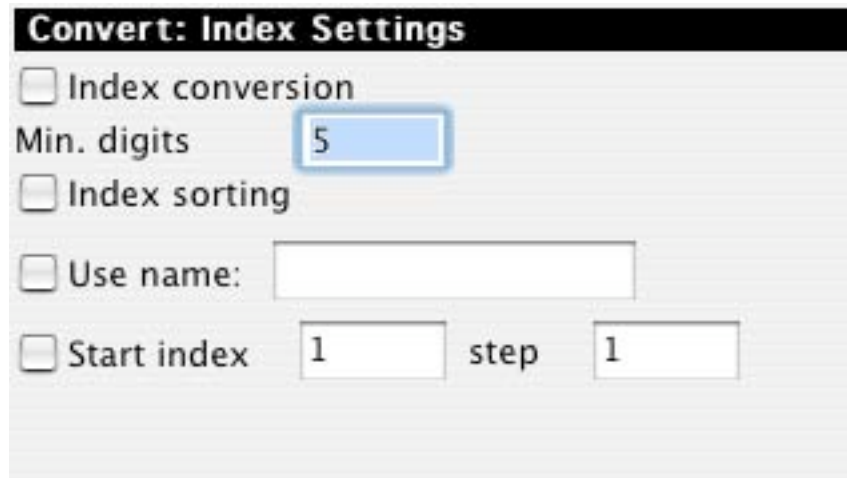 Convert: Index Settings
Index conversion
Min. digits 5
Index sorting
Use name:
Start index 1 step 1